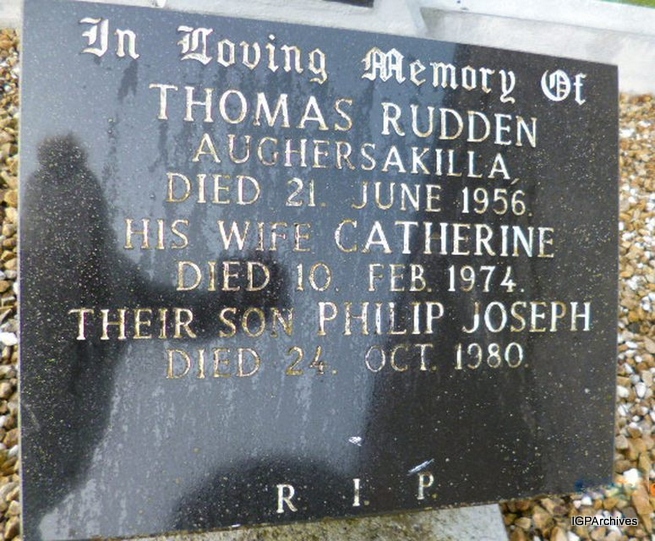 In Loving Memory Of
THOMAS RUDDEN
AUGHERSAKILLA
DIED 21. JUNE 1956.
HIS WIFE CATHERINE
DIED 10. FEB. 1974.
THEIR SON PHILIP JOSEPH
DIED 24. OCT. 1980.
R I. P.
IGPArchives